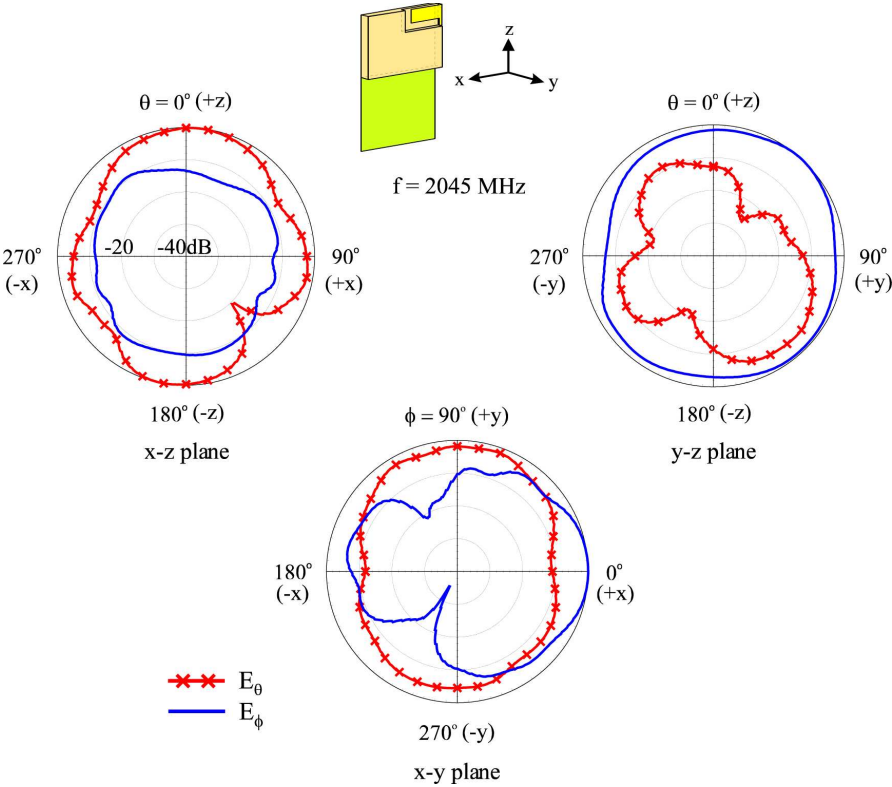 z
x
y
f = 2045 MHz
θ = 0° (+z)
270° (-x)
-20
-40dB
90° (+x)
180° (-z)
x-z plane
θ = 0° (+z)
270° (-y)
90° (+y)
180° (-z)
y-z plane
ϕ = 90° (+y)
180° (-x)
0° (+x)
270° (-y)
x-y plane
Eθ
Eϕ